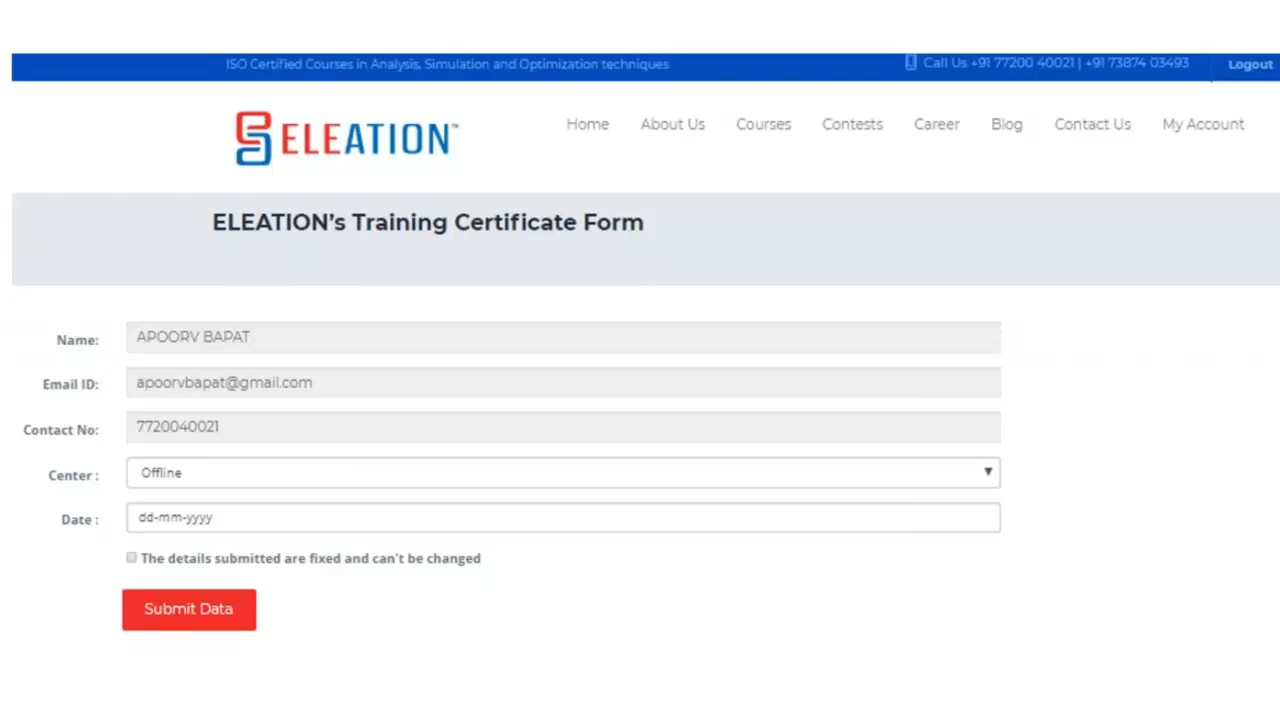 ISO Certified Courses in Analysis, Simulation and Optimization techniques
Call Us +91 77200 40021 | +91 73874 03493
Logout
ELEATION™
Home About Us Courses Contests Career Blog Contact Us My Account
ELEATION's Training Certificate Form
Name: APOORV BAPAT
Email ID: apoorvbapat@gmail.com
Contact No: 7720040021
Center : Offline
Date : dd-mm-yyyy
The details submitted are fixed and can't be changed
Submit Data